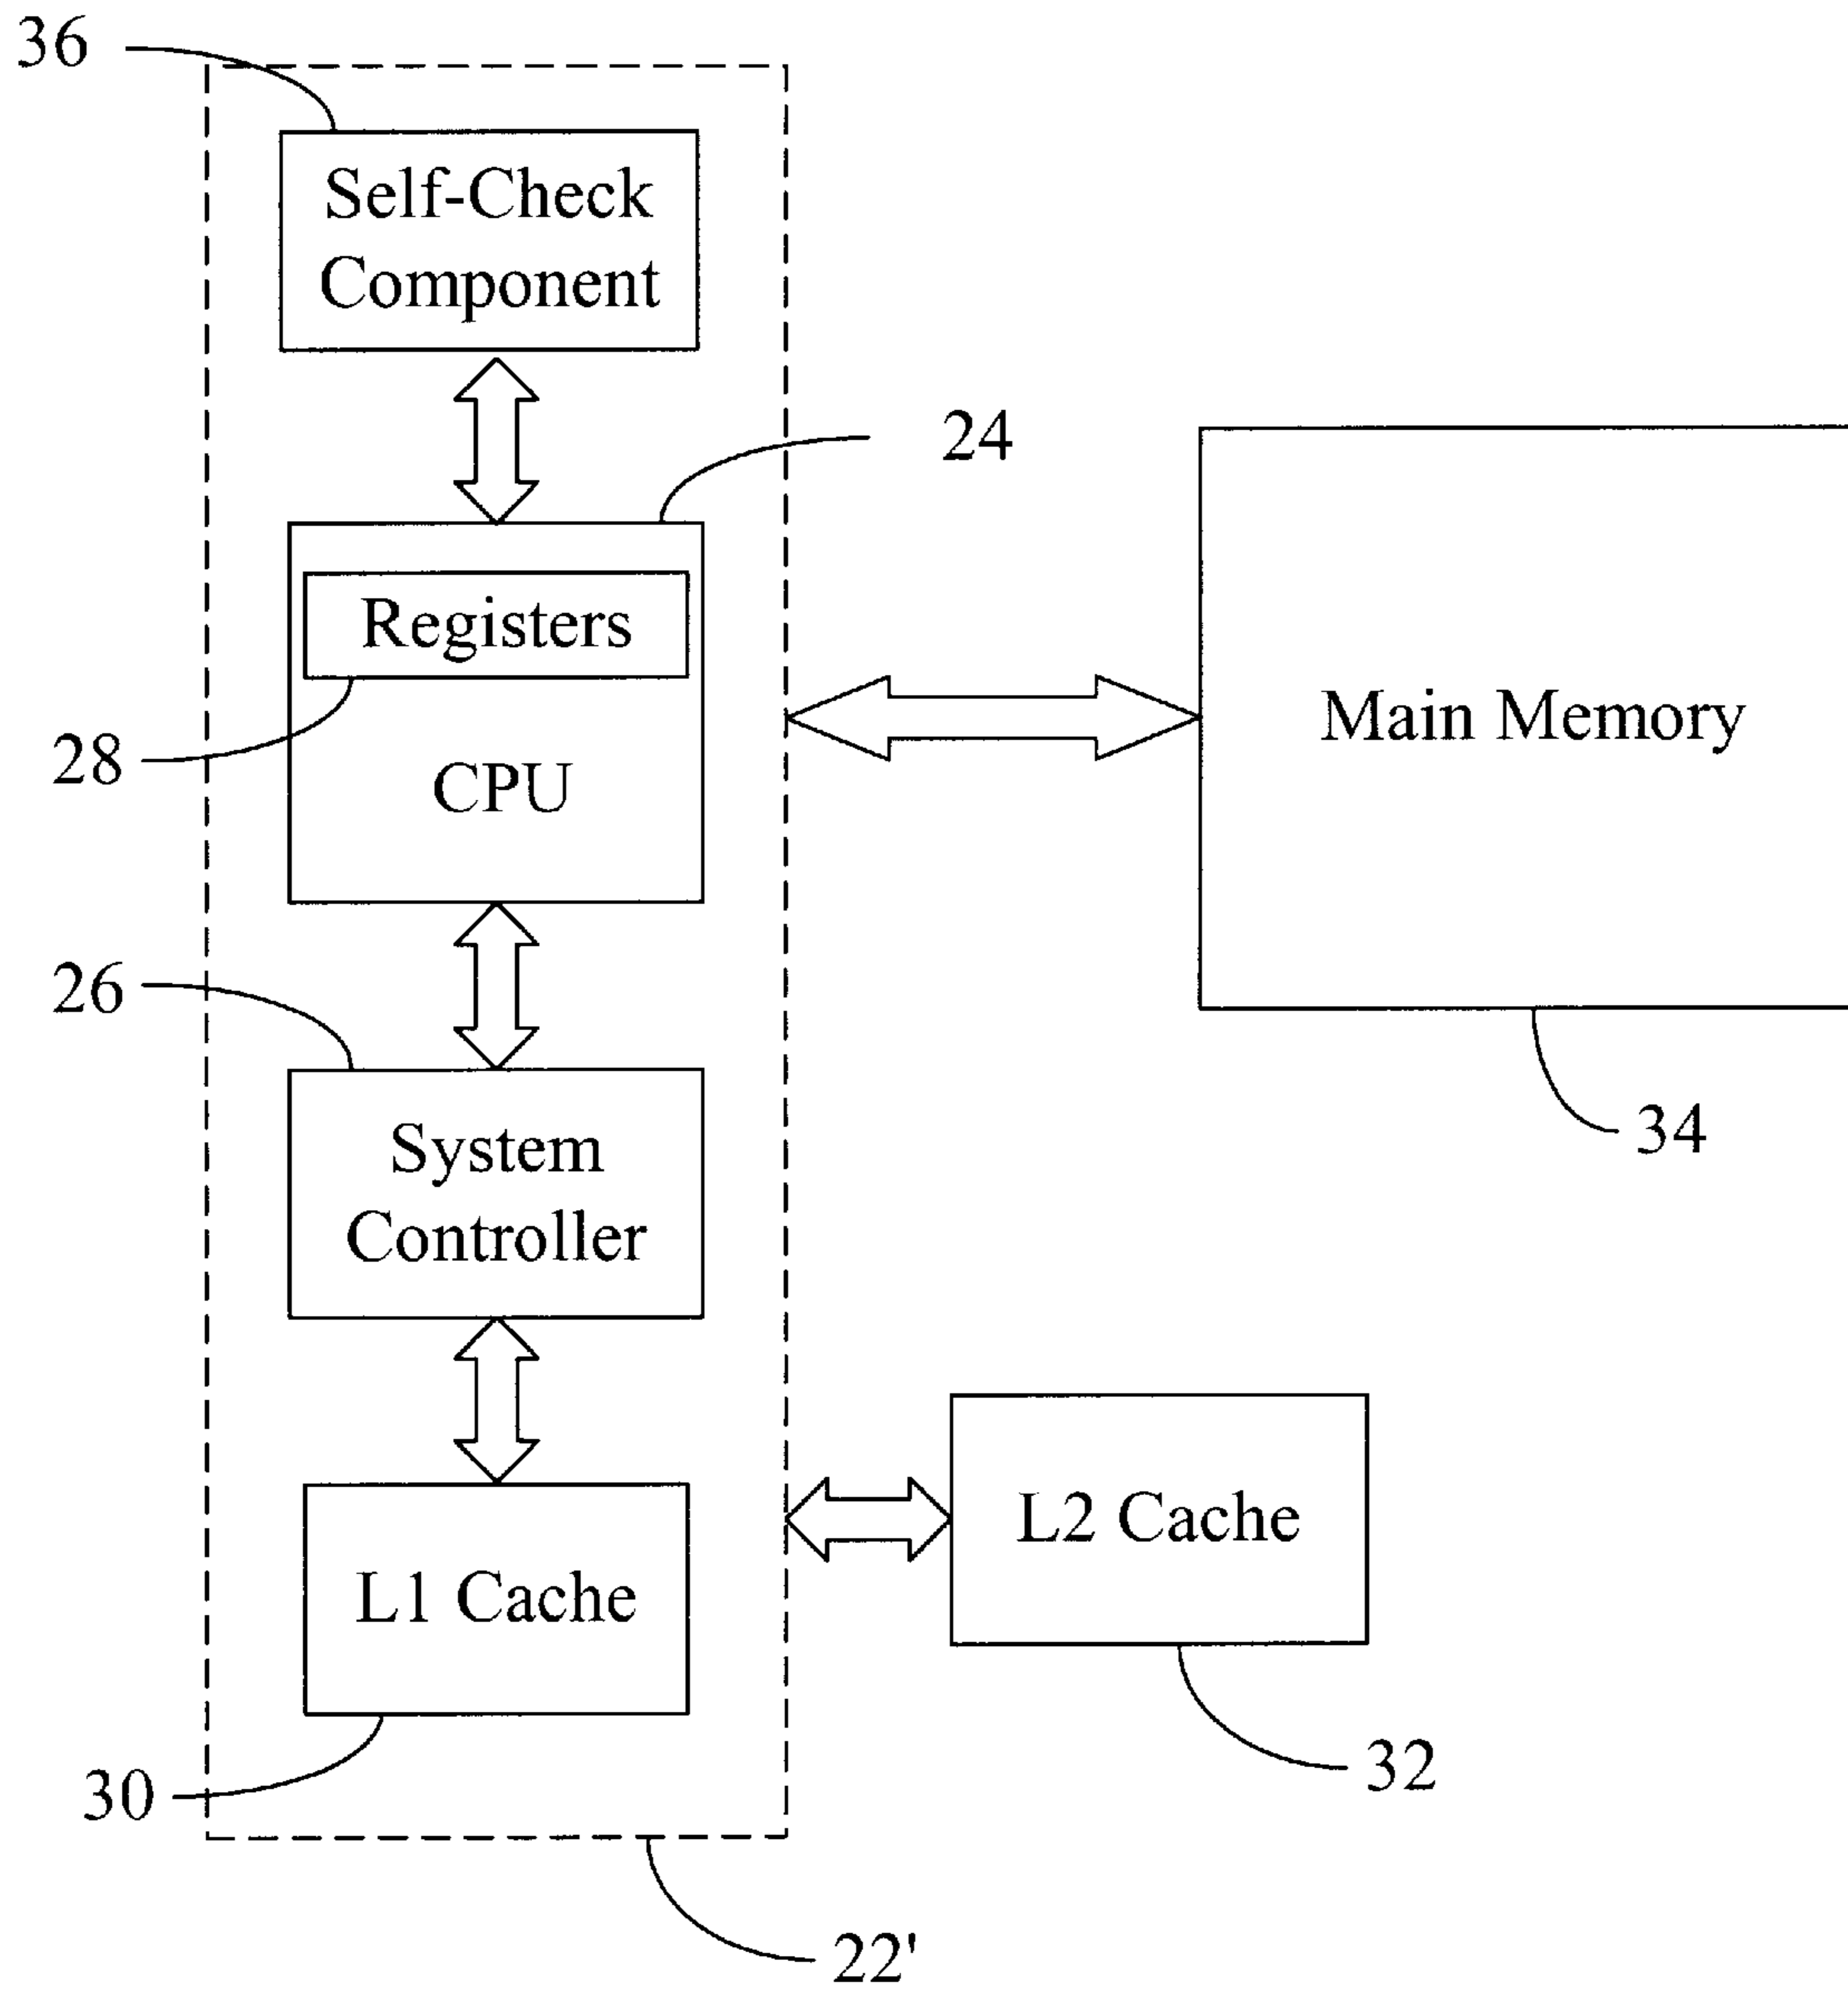 36
Self-Check
Component
24
Registers
28
CPU
Main Memory
26
System
Controller
34
L2 Cache
L1 Cache
32
30
22'